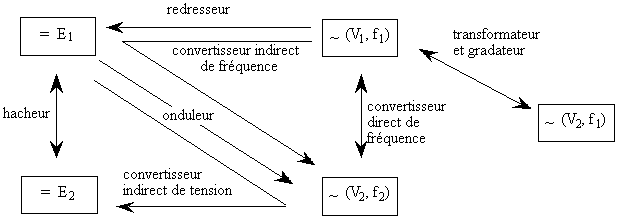 redresseur
= E₁
~ (V₁, f₁)
convertisseur indirect
de fréquence
transformateur
et gradateur
hacheur
onduleur
convertisseur
direct de
fréquence
~ (V₂, f₁)
convertisseur
indirect de tension
= E₂
~ (V₂, f₂)